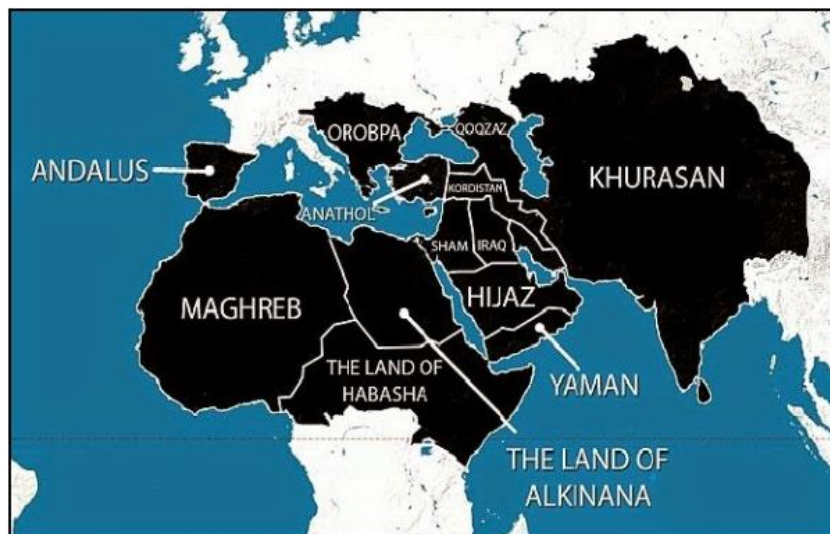 OROBPA
QOQZAZ
ANDALUS
KHURASAN
KORDISTAN
ANATHOL
SHAM
IRAQ
HIJAZ
MAGHREB
THE LAND OF
HABASHA
YAMAN
THE LAND OF
ALKINANA